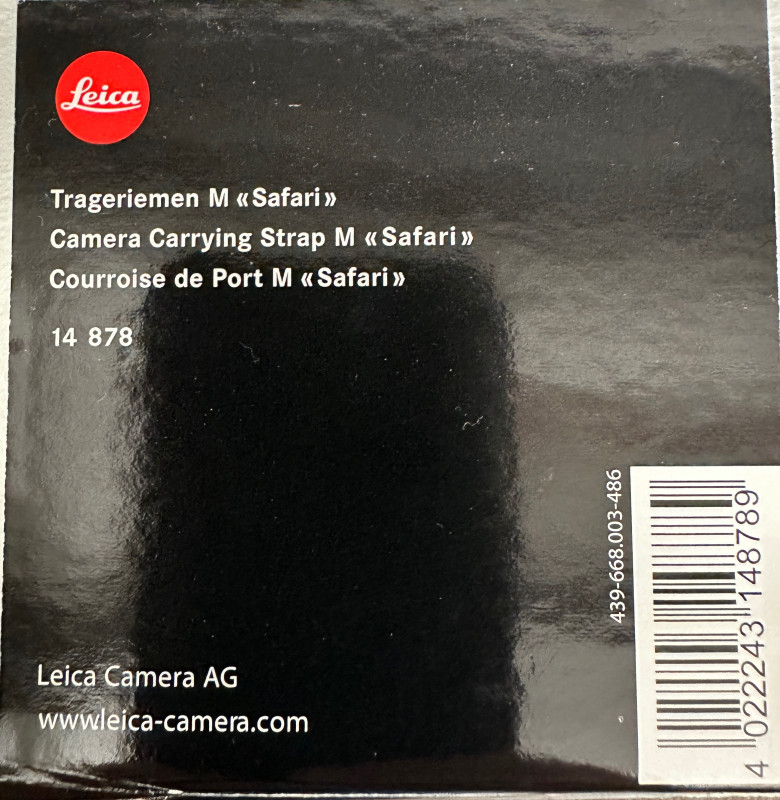 Leica
Trageriemen M «Safari»
Camera Carrying Strap M «Safari»
Courroise de Port M «Safari»
14 878
439-668.003-486
4 022243 148789
Leica Camera AG
www.leica-camera.com